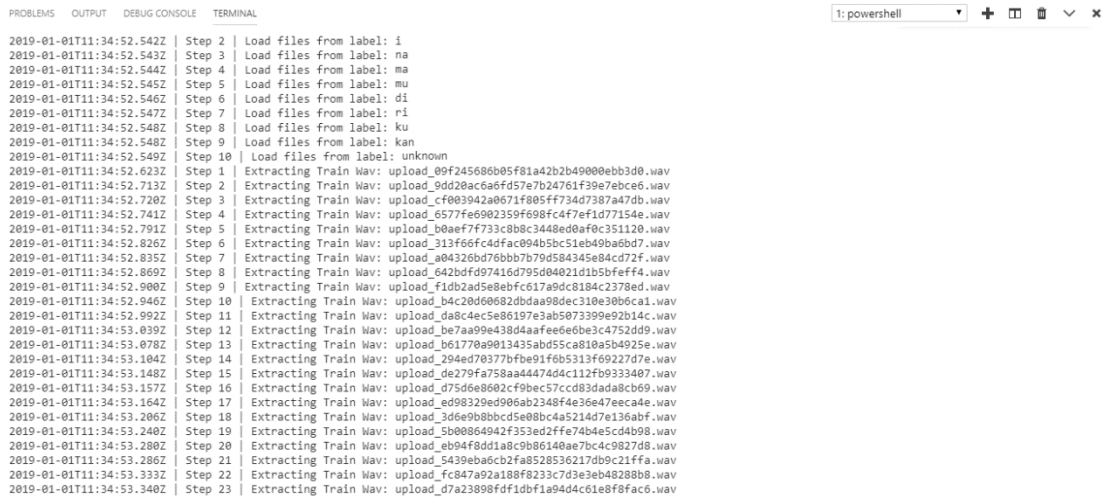 PROBLEMS OUTPUT DEBUG CONSOLE TERMINAL 1: powershell
2019-01-01T11:34:52.542Z | Step 2 | Load files from label: i
2019-01-01T11:34:52.543Z | Step 3 | Load files from label: na
2019-01-01T11:34:52.544Z | Step 4 | Load files from label: ma
2019-01-01T11:34:52.545Z | Step 5 | Load files from label: mu
2019-01-01T11:34:52.546Z | Step 6 | Load files from label: di
2019-01-01T11:34:52.547Z | Step 7 | Load files from label: ri
2019-01-01T11:34:52.548Z | Step 8 | Load files from label: ku
2019-01-01T11:34:52.548Z | Step 9 | Load files from label: kan
2019-01-01T11:34:52.549Z | Step 10 | Load files from label: unknown
2019-01-01T11:34:52.623Z | Step 1 | Extracting Train Wav: upload_09f245686b05f81a42b2b49000ebb3d0.wav
2019-01-01T11:34:52.713Z | Step 2 | Extracting Train Wav: upload_9dd20ac6a6fd57e7b24761f39e7ebce6.wav
2019-01-01T11:34:52.720Z | Step 3 | Extracting Train Wav: upload_cf003942a0671f805ff734d7387a47db.wav
2019-01-01T11:34:52.741Z | Step 4 | Extracting Train Wav: upload_6577fe6902359f698fc4f7ef1d77154e.wav
2019-01-01T11:34:52.791Z | Step 5 | Extracting Train Wav: upload_b0aef7f733c8b8c3448ed0af0c351120.wav
2019-01-01T11:34:52.826Z | Step 6 | Extracting Train Wav: upload_313f66fc4dfac094b5bc51eb49ba6bd7.wav
2019-01-01T11:34:52.835Z | Step 7 | Extracting Train Wav: upload_a04326bd76bbb7b79d584345e84cd72f.wav
2019-01-01T11:34:52.869Z | Step 8 | Extracting Train Wav: upload_642bdfd97416d795d04021d1b5bfeff4.wav
2019-01-01T11:34:52.900Z | Step 9 | Extracting Train Wav: upload_f1db2ad5e8ebfc617a9dc8184c2378ed.wav
2019-01-01T11:34:52.946Z | Step 10 | Extracting Train Wav: upload_b4c20d60682dbdaa98dec310e30b6ca1.wav
2019-01-01T11:34:52.992Z | Step 11 | Extracting Train Wav: upload_da8c4ec5e86197e3ab5073399e92b14c.wav
2019-01-01T11:34:53.039Z | Step 12 | Extracting Train Wav: upload_be7aa99e438d4aafee6e6be3c4752dd9.wav
2019-01-01T11:34:53.078Z | Step 13 | Extracting Train Wav: upload_b61770a9013435abd55ca810a5b4925e.wav
2019-01-01T11:34:53.104Z | Step 14 | Extracting Train Wav: upload_294ed70377bfbe91f6b5313f69227d7e.wav
2019-01-01T11:34:53.148Z | Step 15 | Extracting Train Wav: upload_de279fa758aa44474d4c112fb9333407.wav
2019-01-01T11:34:53.157Z | Step 16 | Extracting Train Wav: upload_d75d6e8602cf9bec57ccd83dada8cb69.wav
2019-01-01T11:34:53.164Z | Step 17 | Extracting Train Wav: upload_ed98329ed906ab2348f4e36e47eeca4e.wav
2019-01-01T11:34:53.206Z | Step 18 | Extracting Train Wav: upload_3d6e9b8bbcd5e08bc4a5214d7e136abf.wav
2019-01-01T11:34:53.240Z | Step 19 | Extracting Train Wav: upload_5b00864942f353ed2ffe74b4e5cd4b98.wav
2019-01-01T11:34:53.280Z | Step 20 | Extracting Train Wav: upload_eb94f8dd1a8c9b86140ae7bc4c9827d8.wav
2019-01-01T11:34:53.286Z | Step 21 | Extracting Train Wav: upload_5439eba6cb2fa8528536217db9c21ffa.wav
2019-01-01T11:34:53.333Z | Step 22 | Extracting Train Wav: upload_fc847a92a188f8233c7d3e3eb48288b8.wav
2019-01-01T11:34:53.340Z | Step 23 | Extracting Train Wav: upload_d7a23898fdf1dbf1a94d4c61e8f8fac6.wav